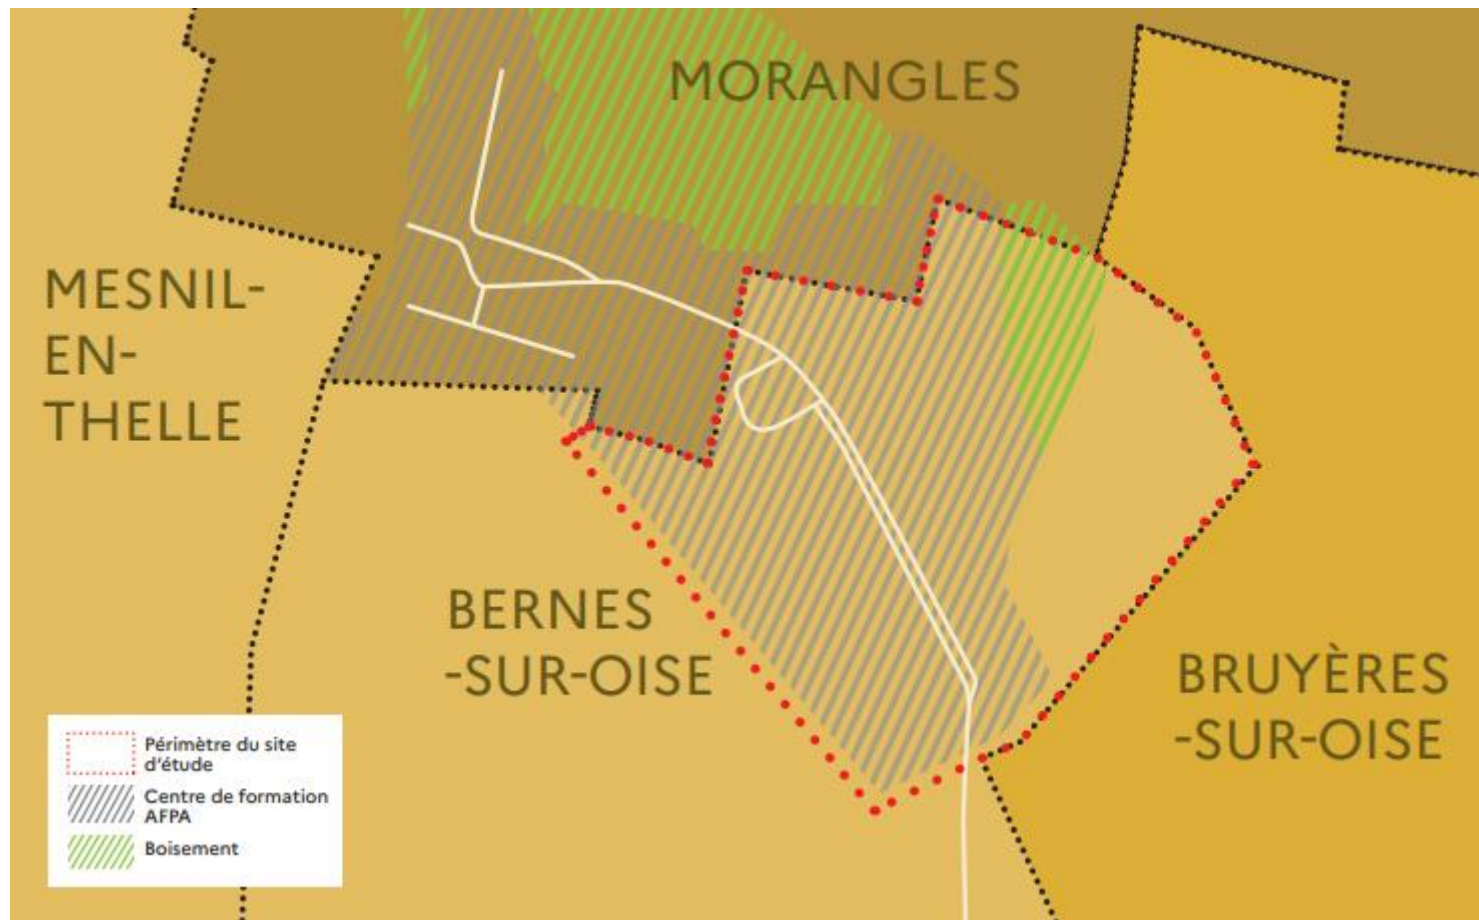 MORANGLES
MESNIL-
EN-
THELLE
BERNES
-SUR-OISE
BRUYÈRES
-SUR-OISE
Périmètre du site
d'étude
Centre de formation
AFPA
Boisement